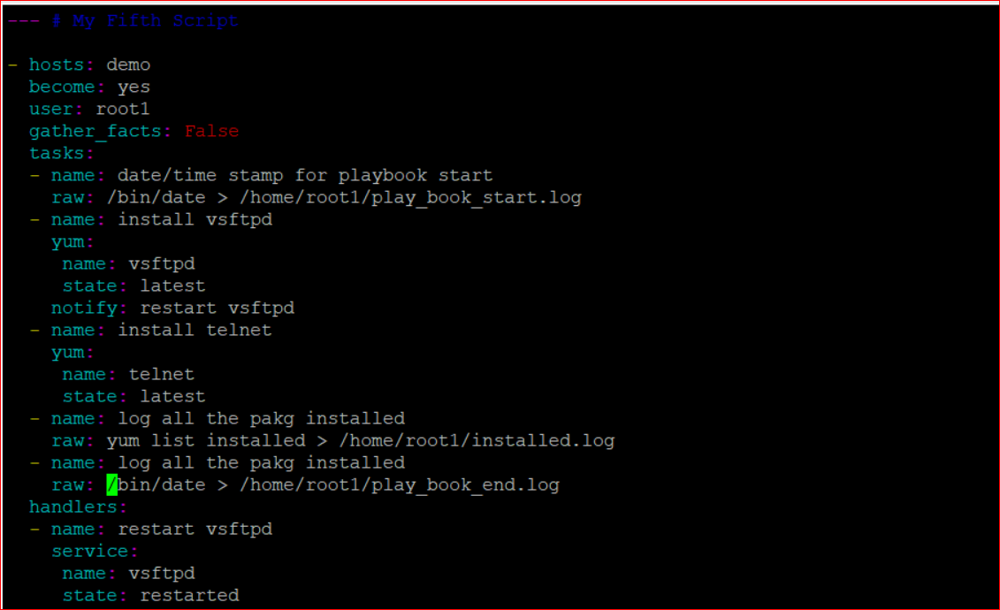 --- # My Fifth Script

- hosts: demo
  become: yes
  user: root1
  gather_facts: False
  tasks:
  - name: date/time stamp for playbook start
    raw: /bin/date > /home/root1/play_book_start.log
  - name: install vsftpd
    yum:
     name: vsftpd
     state: latest
    notify: restart vsftpd
  - name: install telnet
    yum:
     name: telnet
     state: latest
  - name: log all the pakg installed
    raw: yum list installed > /home/root1/installed.log
  - name: log all the pakg installed
    raw: /bin/date > /home/root1/play_book_end.log
  handlers:
  - name: restart vsftpd
    service:
     name: vsftpd
     state: restarted